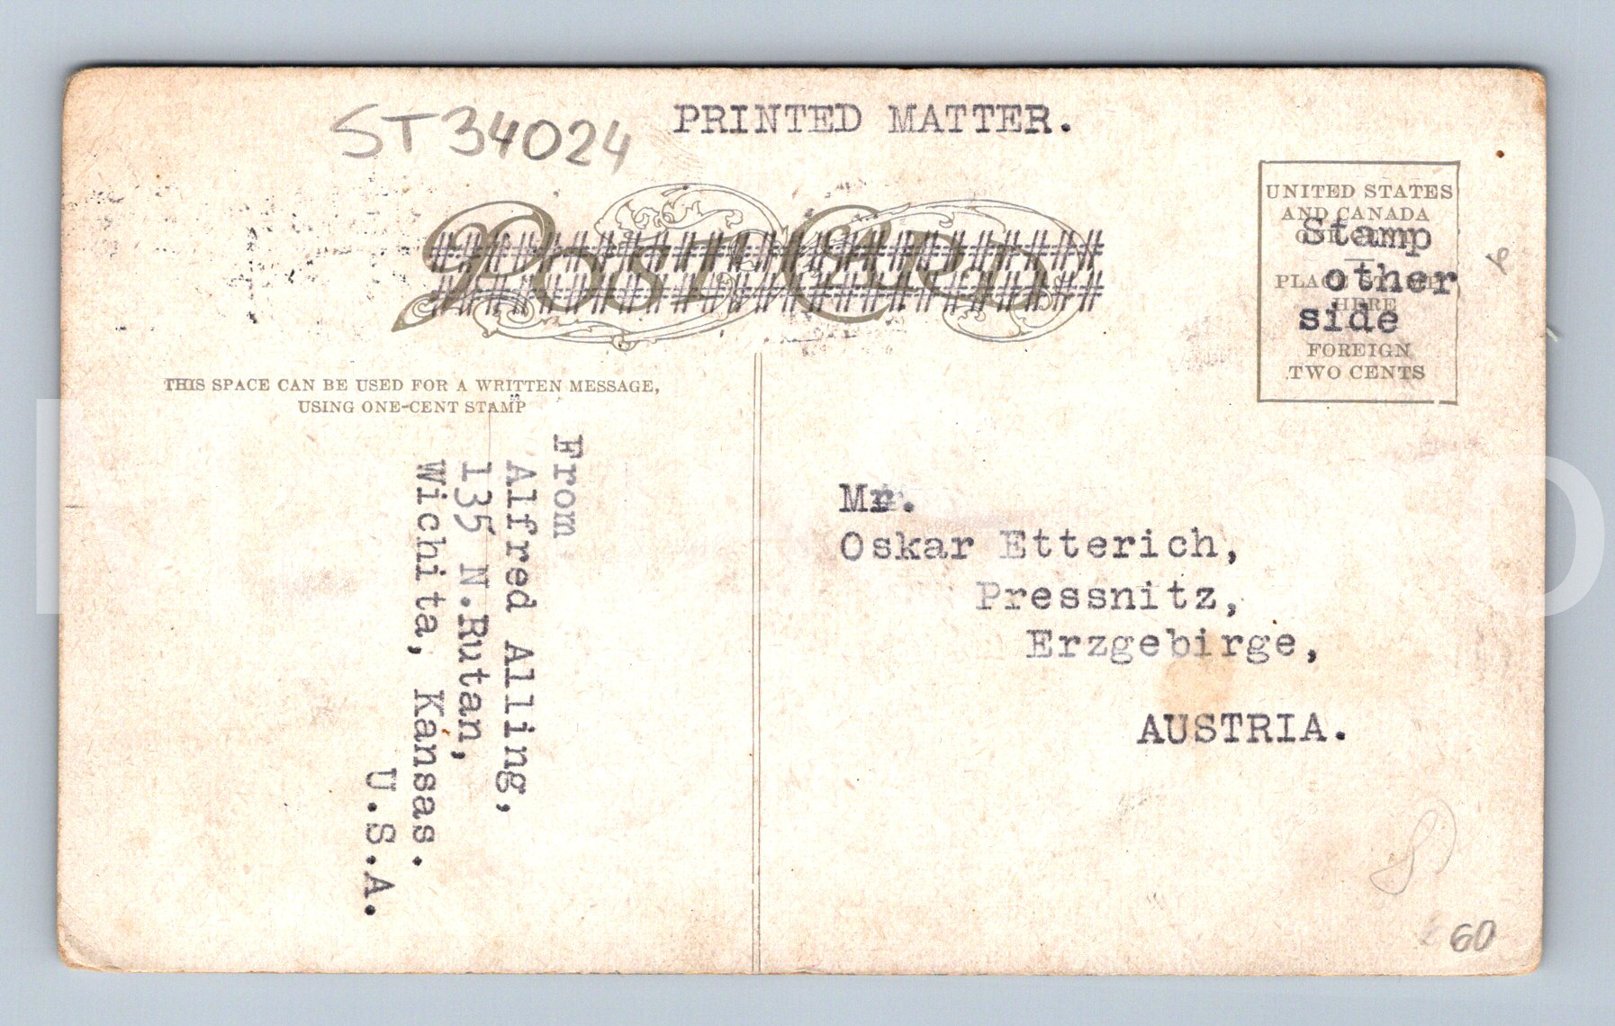 ST34024
PRINTED MATTER.
POST CARD
UNITED STATES
AND CANADA
Stamp
other
HERE
side
FOREIGN
TWO CENTS
THIS SPACE CAN BE USED FOR A WRITTEN MESSAGE,
USING ONE-CENT STAMP
From
Alfred Alling,
135 N.Rutan,
Wichita, Kansas.
U.S.A.
Mr.
Oskar Etterich,
Pressnitz,
Erzgebirge,
AUSTRIA.
60